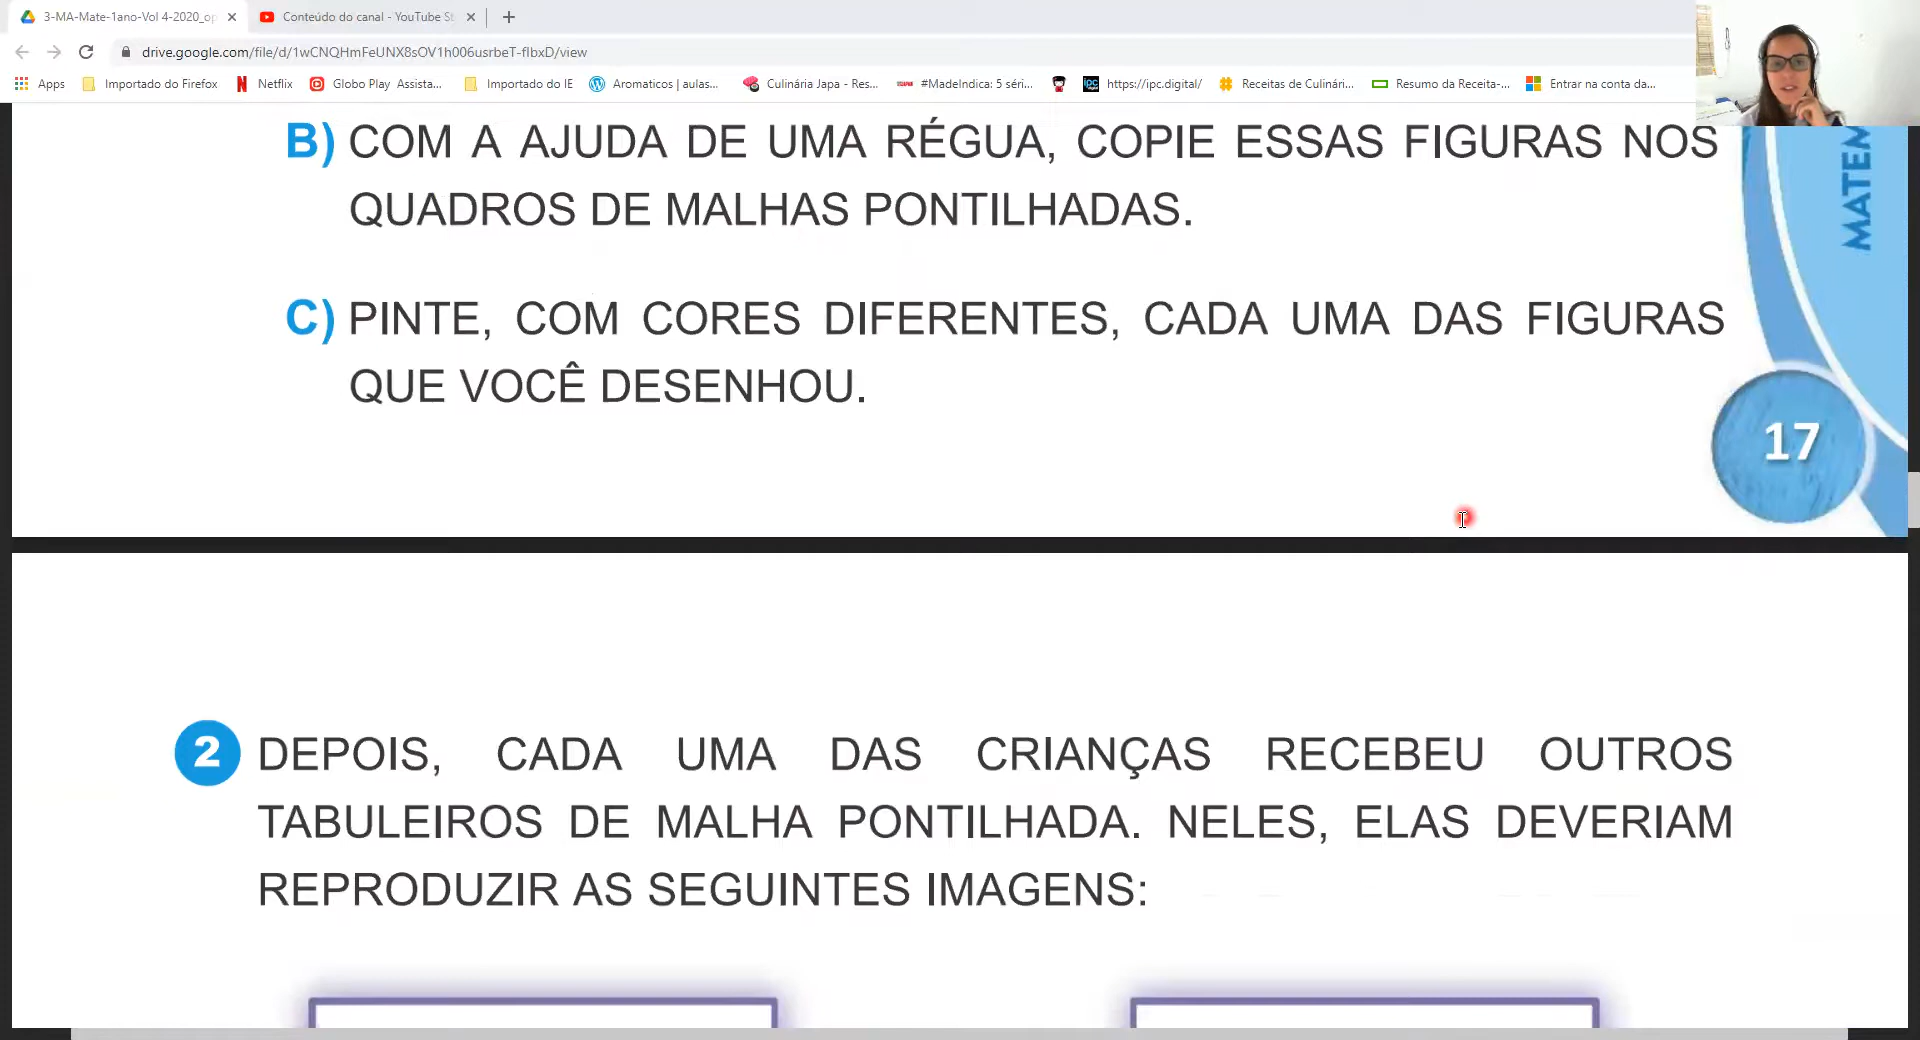 3-MA-Mate-1ano-Vol 4-2020_op
Conteúdo do canal - YouTube St
drive.google.com/file/d/1wCNQHmFeUNX8sOV1h006usrbeT-fIbxD/view
Apps Importado do Firefox Netflix Globo Play Assista... Importado do IE Aromaticos | aulas... Culinária Japa - Res... #MadeIndica: 5 séri... https://ipc.digital/ Receitas de Culinári... Resumo da Receita-... Entrar na conta da...
B) COM A AJUDA DE UMA RÉGUA, COPIE ESSAS FIGURAS NOS
QUADROS DE MALHAS PONTILHADAS.
MATEM
C) PINTE, COM CORES DIFERENTES, CADA UMA DAS FIGURAS
QUE VOCÊ DESENHOU.
17
2 DEPOIS, CADA UMA DAS CRIANÇAS RECEBEU OUTROS
TABULEIROS DE MALHA PONTILHADA. NELES, ELAS DEVERIAM
REPRODUZIR AS SEGUINTES IMAGENS: